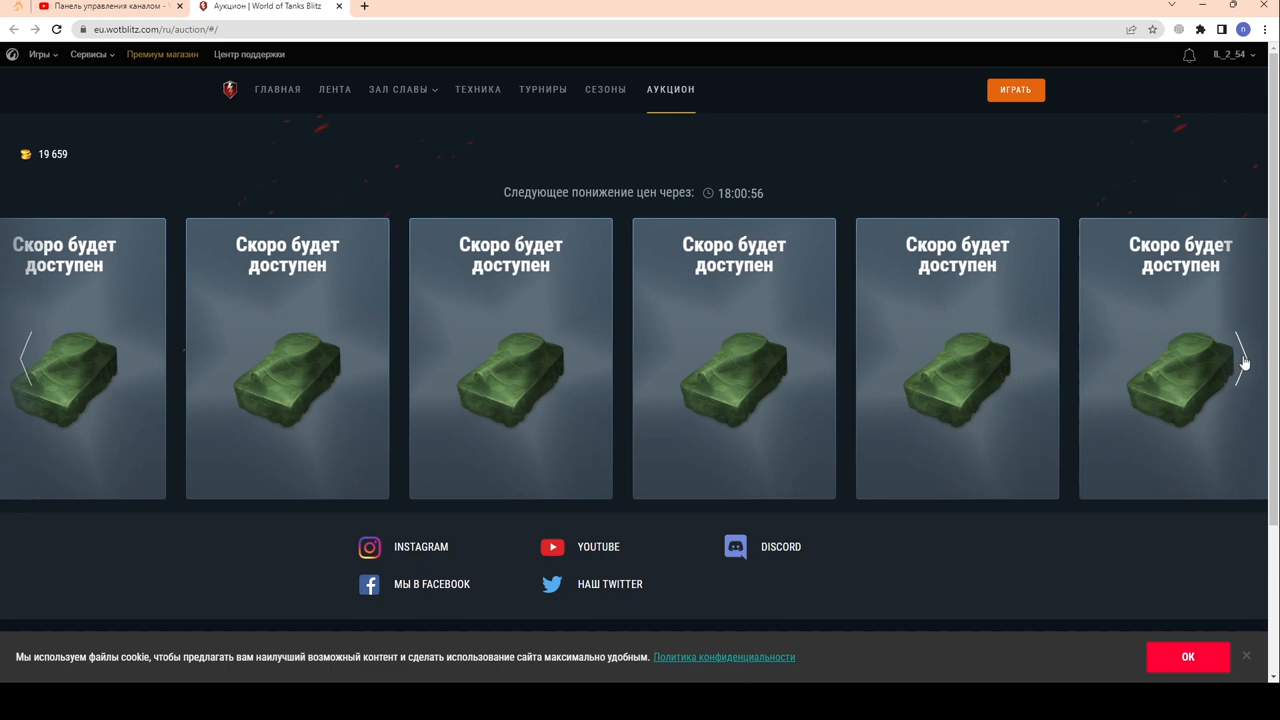 Панель управления каналом -
Аукцион | World of Tanks Blitz
eu.wotblitz.com/ru/auction/#/
n
Игры Сервисы Премиум магазин Центр поддержки
IL_2_54
ГЛАВНАЯ ЛЕНТА ЗАЛ СЛАВЫ ТЕХНИКА ТУРНИРЫ СЕЗОНЫ АУКЦИОН
ИГРАТЬ
19 659
Следующее понижение цен через: 18:00:56
Скоро будет
доступен
Скоро будет
доступен
Скоро будет
доступен
Скоро будет
доступен
Скоро будет
доступен
Скоро будет
доступен
INSTAGRAM YOUTUBE DISCORD
МЫ В FACEBOOK НАШ TWITTER
Мы используем файлы cookie, чтобы предлагать вам наилучший возможный контент и сделать использование сайта максимально удобным. Политика конфиденциальности
ОК